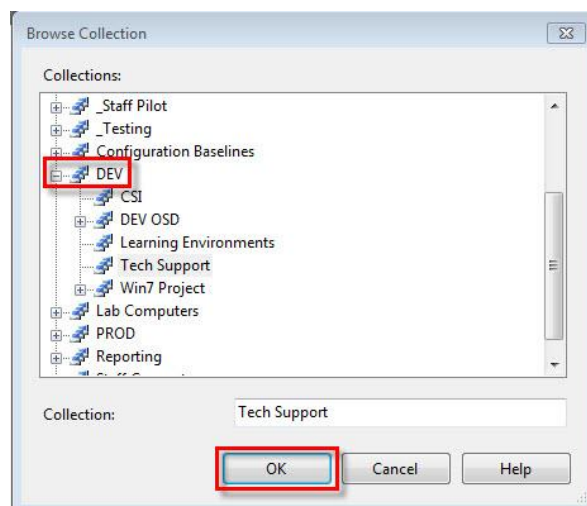 Browse Collection
Collections:
_Staff Pilot
_Testing
Configuration Baselines
DEV
CSI
DEV OSD
Learning Environments
Tech Support
Win7 Project
Lab Computers
PROD
Reporting
Collection:
Tech Support
OK
Cancel
Help